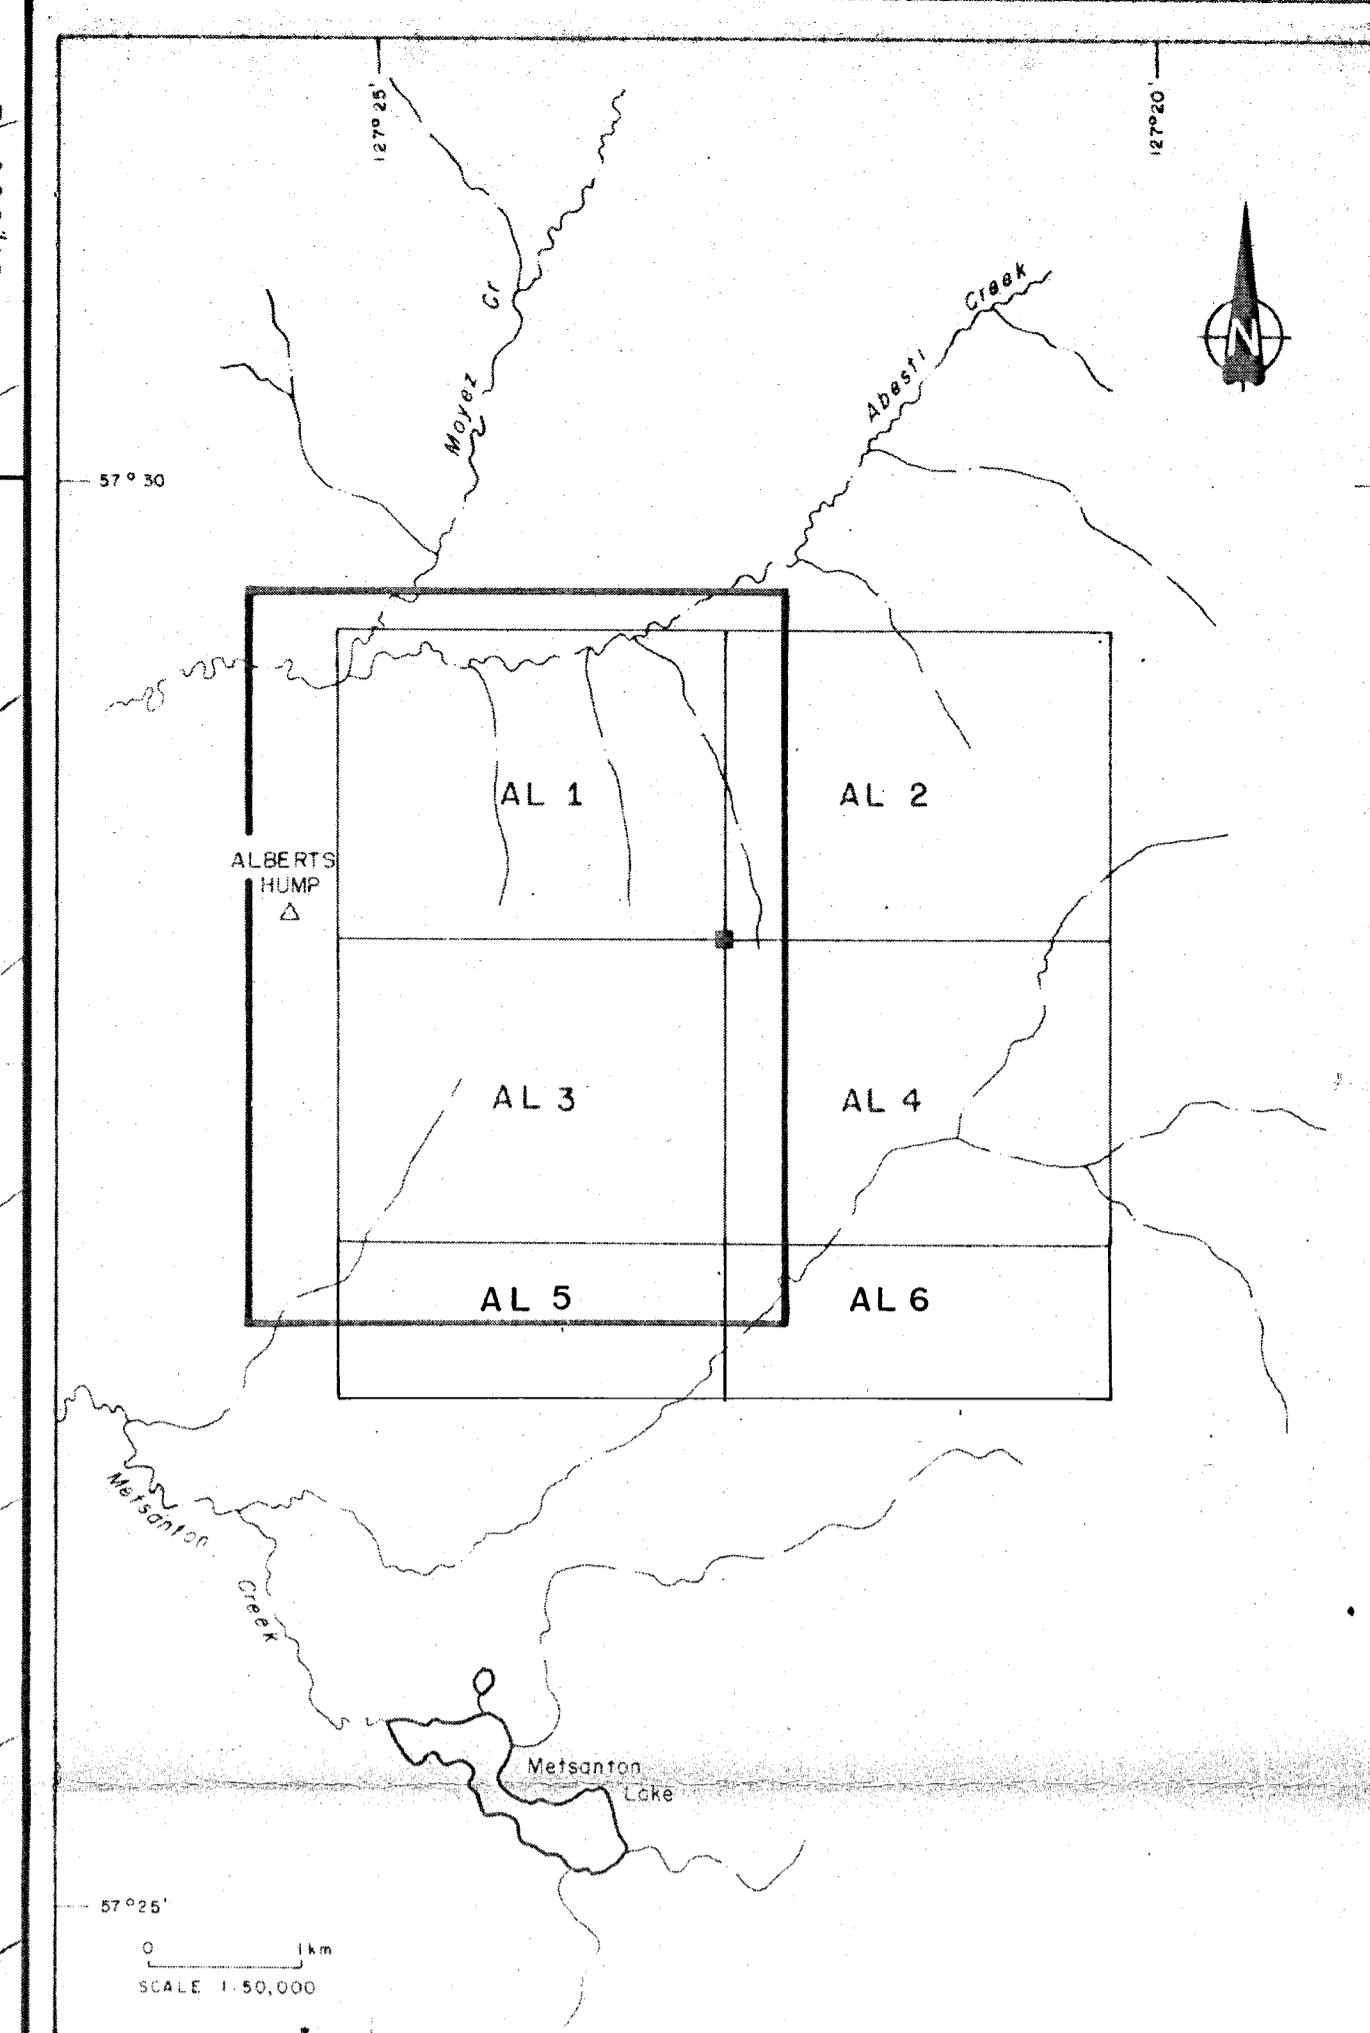 127° 25'
127° 20'
Moyez Cr
Abesti Creek
N
57° 30
AL 1
AL 2
ALBERTS
HUMP
AL 3
AL 4
AL 5
AL 6
Metsanton
Creek
Metsanton
Lake
57° 25'
0 1 km
SCALE 1:50,000